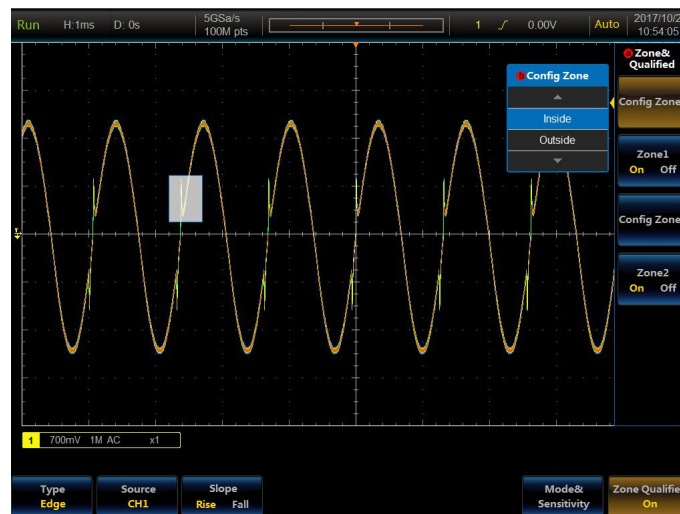 Run H:1ms D: 0s 5GSa/s 100M pts 1 0.00V Auto 2017/10/2
10:54:05
a Zone&
Qualified
b Config Zone
Inside
Outside
Config Zone
Zone1
On Off
Config Zone
Zone2
On Off
1 700mV 1M AC x1
Type
Edge
Source
CH1
Slope
Rise Fall
Mode&
Sensitivity
Zone Qualifie
On